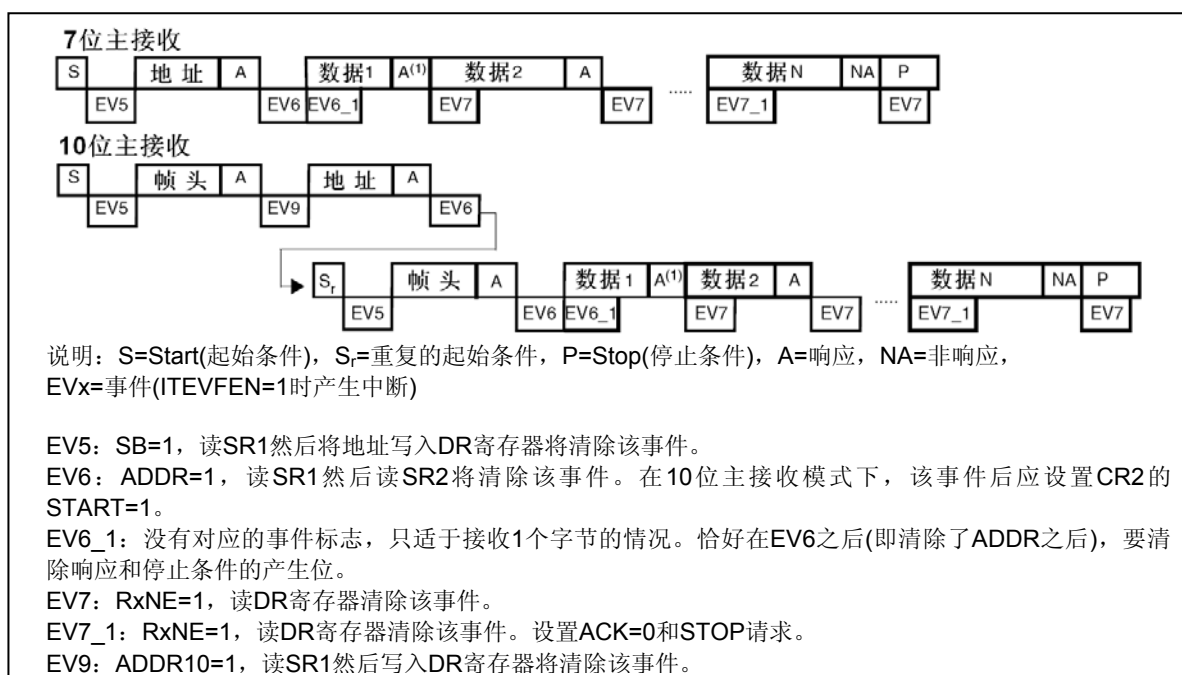 7位主接收
S 地 址 A 数据1 A(1) 数据2 A ..... 数据N NA P
EV5 EV6 EV6_1 EV7 EV7 EV7_1 EV7
10位主接收
S 帧 头 A 地 址 A
EV5 EV9 EV6
Sr 帧 头 A 数据1 A(1) 数据2 A ..... 数据N NA P
EV5 EV6 EV6_1 EV7 EV7 EV7_1 EV7
说明：S=Start(起始条件)，Sr=重复的起始条件，P=Stop(停止条件)，A=响应，NA=非响应，
EVx=事件(ITEVFEN=1时产生中断)
EV5：SB=1，读SR1然后将地址写入DR寄存器将清除该事件。
EV6：ADDR=1，读SR1然后读SR2将清除该事件。在10位主接收模式下，该事件后应设置CR2的
START=1。
EV6_1：没有对应的事件标志，只适于接收1个字节的情况。恰好在EV6之后(即清除了ADDR之后)，要清
除响应和停止条件的产生位。
EV7：RxNE=1，读DR寄存器清除该事件。
EV7_1：RxNE=1，读DR寄存器清除该事件。设置ACK=0和STOP请求。
EV9：ADDR10=1，读SR1然后写入DR寄存器将清除该事件。